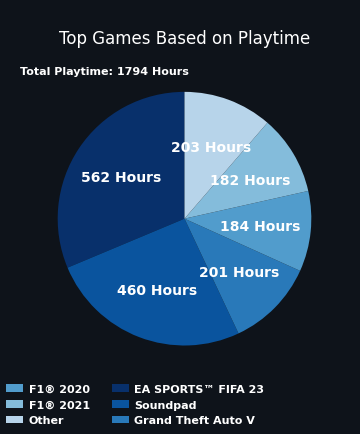 Top Games Based on Playtime
Total Playtime: 1794 Hours
203 Hours
562 Hours
182 Hours
184 Hours
201 Hours
460 Hours
F1® 2020
F1® 2021
Other
EA SPORTS™ FIFA 23
Soundpad
Grand Theft Auto V